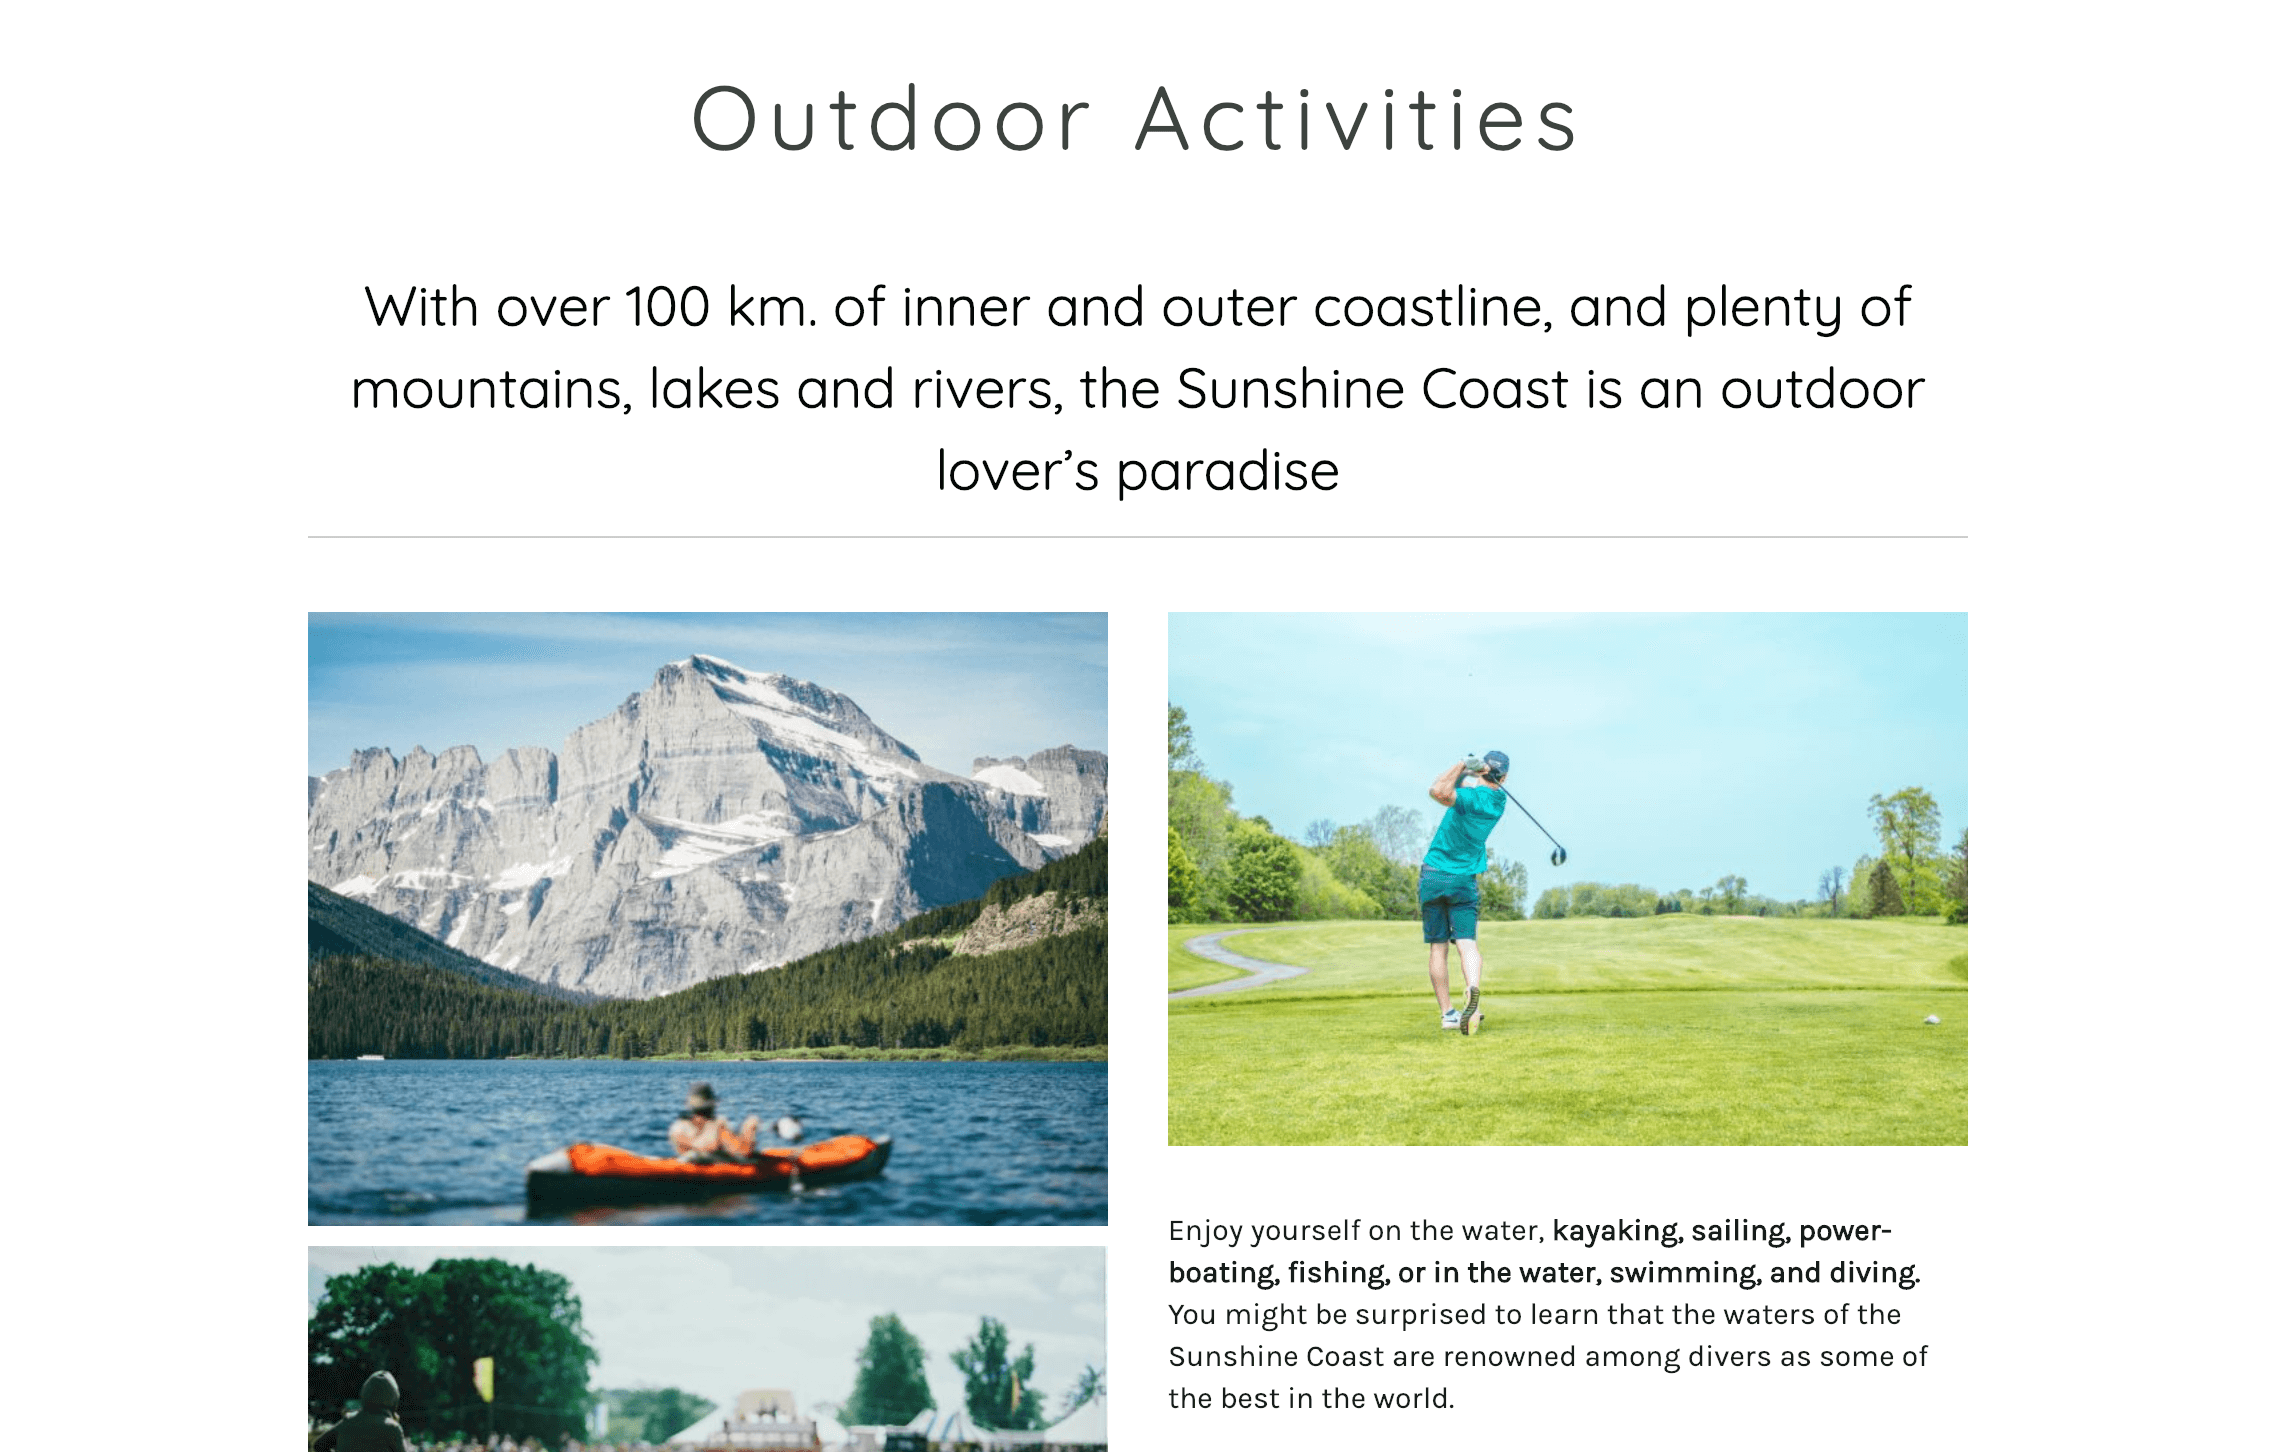 Outdoor Activities
With over 100 km. of inner and outer coastline, and plenty of
mountains, lakes and rivers, the Sunshine Coast is an outdoor
lover’s paradise
Enjoy yourself on the water, kayaking, sailing, power-
boating, fishing, or in the water, swimming, and diving.
You might be surprised to learn that the waters of the
Sunshine Coast are renowned among divers as some of
the best in the world.